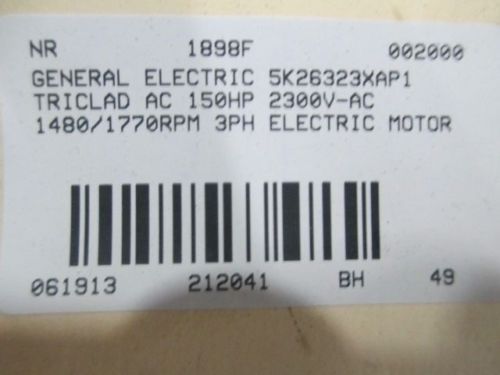 NR 1898F 002000
GENERAL ELECTRIC 5K26323XAP1
TRICLAD AC 150HP 2300V-AC
1480/1770RPM 3PH ELECTRIC MOTOR
061913 212041 BH 49